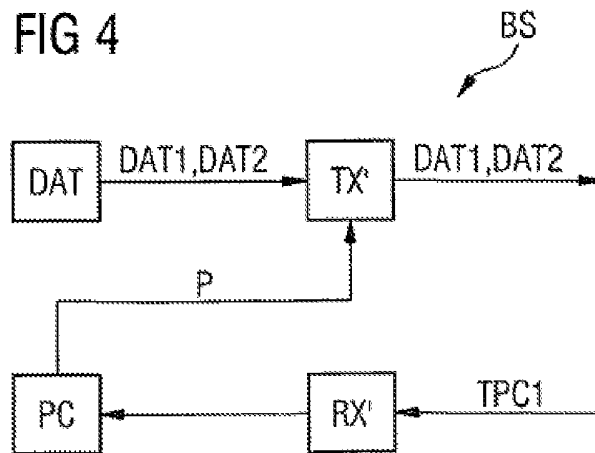 FIG 4
BS
DAT
DAT1,DAT2
TX'
DAT1,DAT2
P
PC
RX'
TPC1